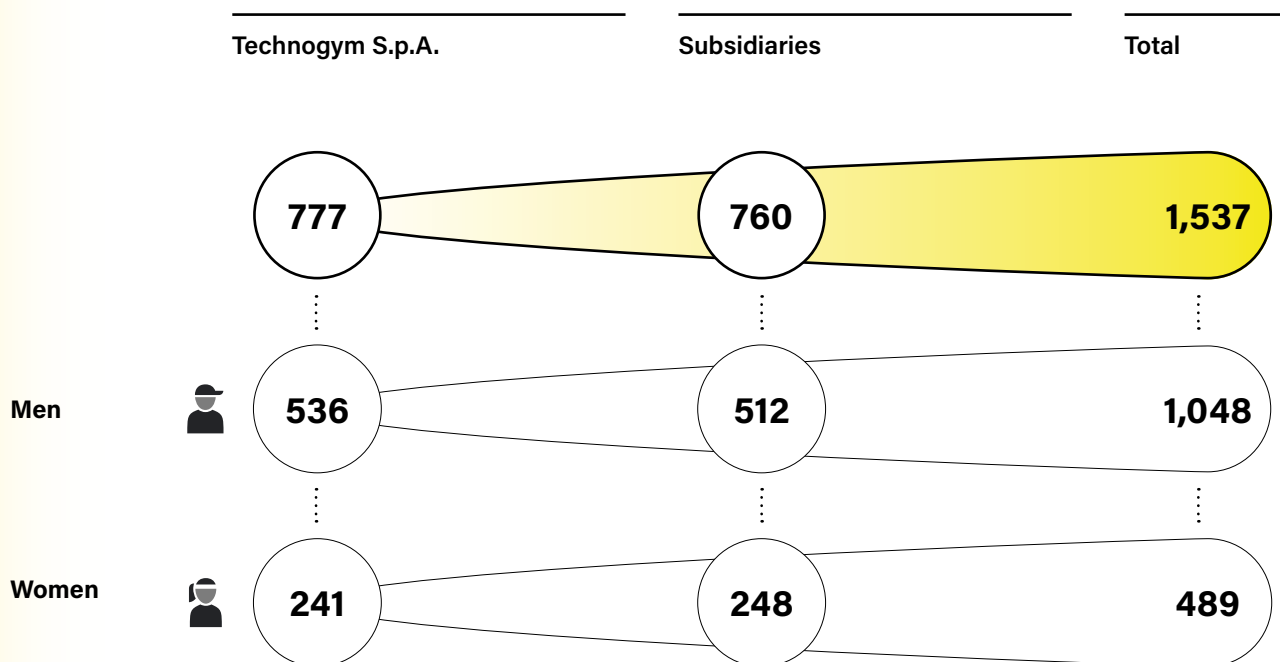 Technogym S.p.A. Subsidiaries Total
777 760 1,537
Men 536 512 1,048
Women 241 248 489